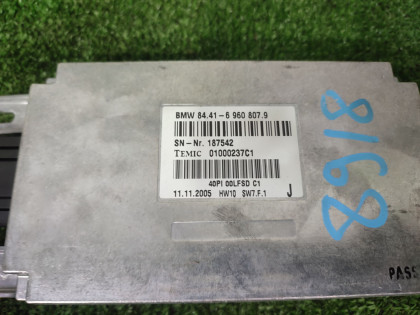 BMW 84.41-6 960 807.9
SN-Nr. 187542
TEMIC 01000237C1
40PI 00LFSD C1
11.11.2005 HW10 SW7.F.1 J
8918
PASS